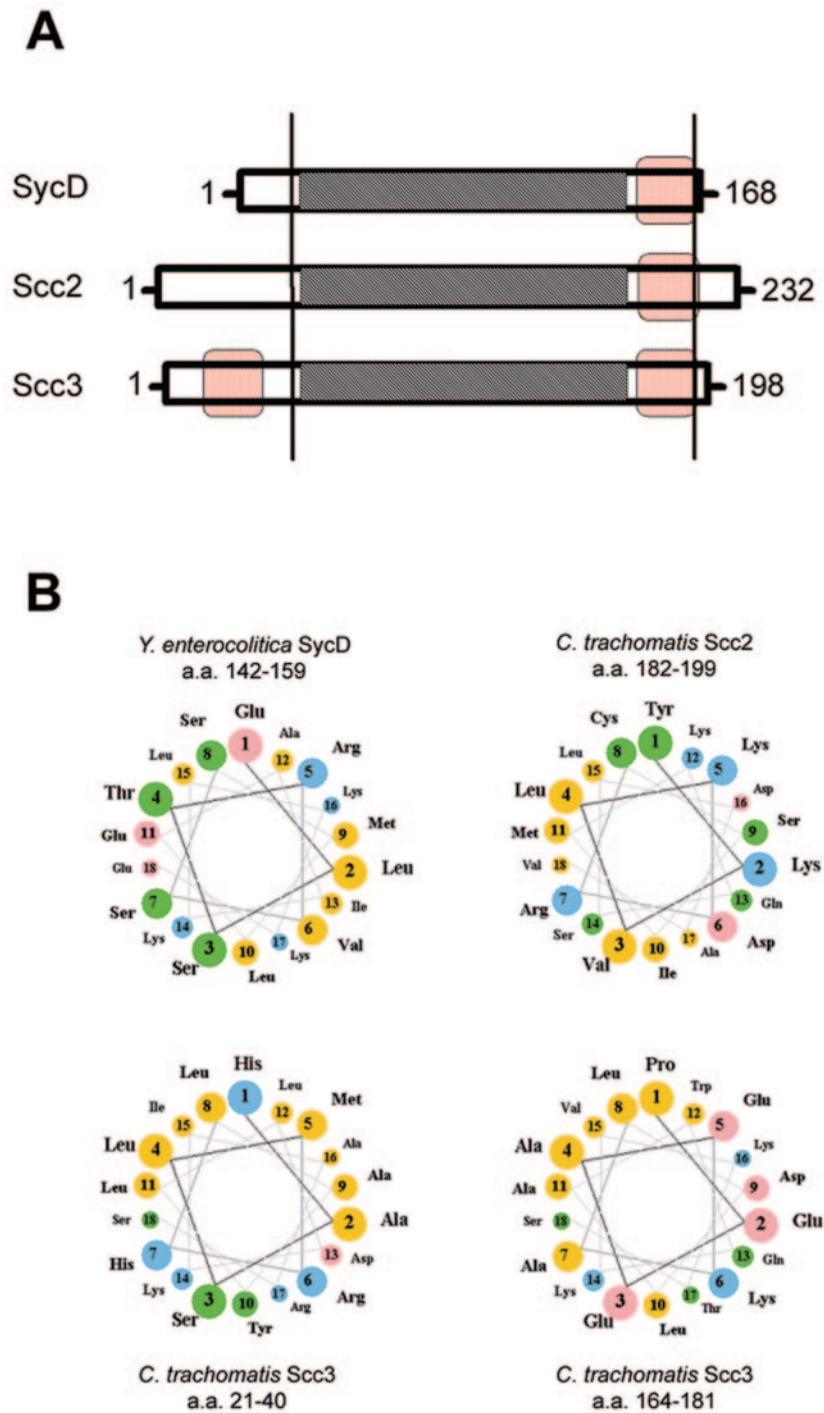 A
SycD 1 168
Scc2 1 232
Scc3 1 198
B
Y. enterocolitica SycD
a.a. 142-159
Glu 1
Leu 2
Ser 3
Thr 4
Arg 5
Val 6
Ser 7
Ser 8
Met 9
Leu 10
Glu 11
Ala 12
Ile 13
Lys 14
Leu 15
Lys 16
Lys 17
Glu 18
C. trachomatis Scc2
a.a. 182-199
Tyr 1
Lys 2
Val 3
Leu 4
Lys 5
Asp 6
Arg 7
Cys 8
Ser 9
Ile 10
Met 11
Lys 12
Gln 13
Ser 14
Leu 15
Asp 16
Ala 17
Val 18
His 1
Ala 2
Ser 3
Leu 4
Met 5
Arg 6
His 7
Leu 8
Ala 9
Tyr 10
Leu 11
Leu 12
Asp 13
Lys 14
Ile 15
Ala 16
Arg 17
Ser 18
C. trachomatis Scc3
a.a. 21-40
Pro 1
Glu 2
Glu 3
Ala 4
Glu 5
Lys 6
Ala 7
Leu 8
Asp 9
Leu 10
Ala 11
Trp 12
Gln 13
Lys 14
Val 15
Lys 16
Thr 17
Ser 18
C. trachomatis Scc3
a.a. 164-181